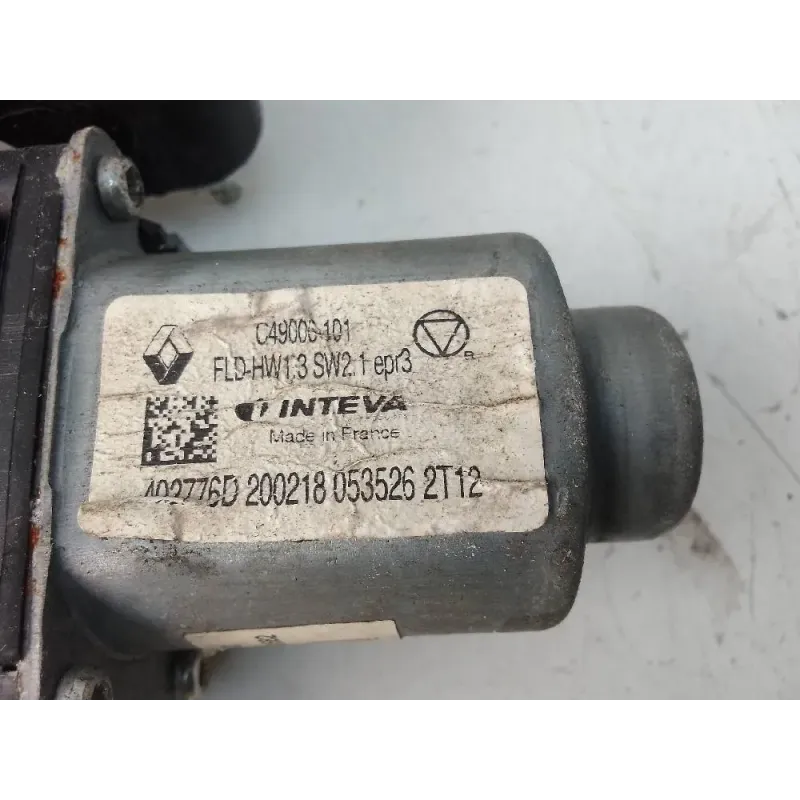 C49006-101
FLD-HW1.3 SW2.1 epr3
R
INTEVA
Made in France
402776D 200218 053526 2T12